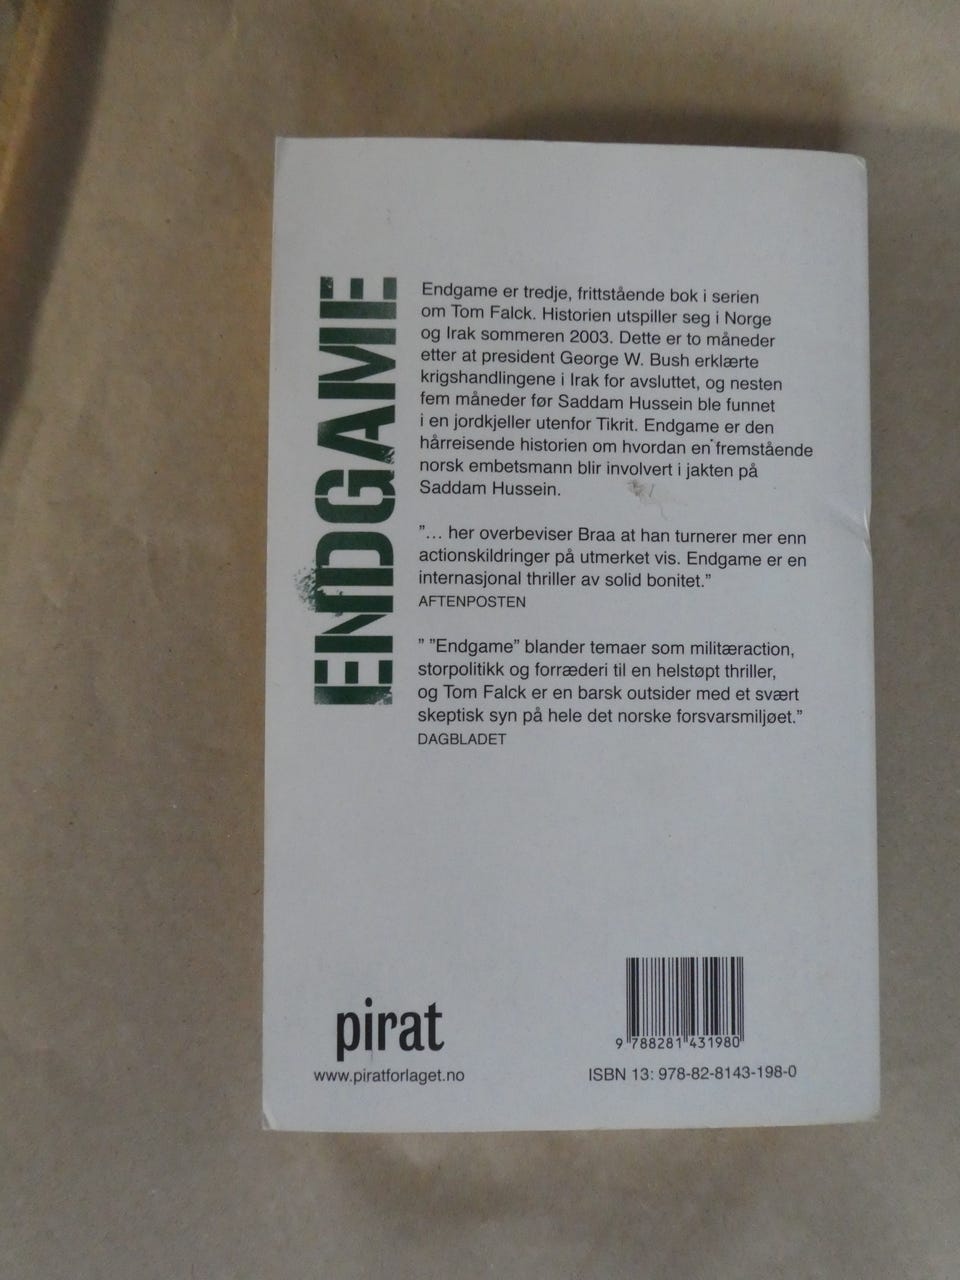 ENDGAME
Endgame er tredje, frittstående bok i serien
om Tom Falck. Historien utspiller seg i Norge
og Irak sommeren 2003. Dette er to måneder
etter at president George W. Bush erklærte
krigshandlingene i Irak for avsluttet, og nesten
fem måneder før Saddam Hussein ble funnet
i en jordkjeller utenfor Tikrit. Endgame er den
hårreisende historien om hvordan en fremstående
norsk embetsmann blir involvert i jakten på
Saddam Hussein.
”... her overbeviser Braa at han turnerer mer enn
actionskildringer på utmerket vis. Endgame er en
internasjonal thriller av solid bonitet.”
AFTENPOSTEN
” ”Endgame” blander temaer som militæraction,
storpolitikk og forræderi til en helstøpt thriller,
og Tom Falck er en barsk outsider med et svært
skeptisk syn på hele det norske forsvarsmiljøet.”
DAGBLADET
pirat
www.piratforlaget.no
9 788281 431980
ISBN 13: 978-82-8143-198-0